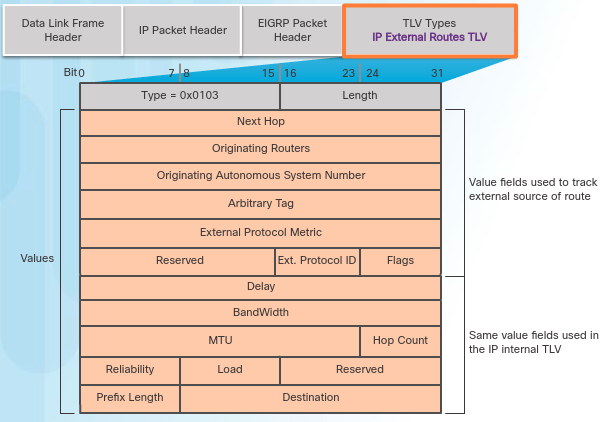 Data Link Frame
Header
IP Packet Header
EIGRP Packet
Header
TLV Types
IP External Routes TLV
Bit 0 7 8 15 16 23 24 31
Type = 0x0103 Length
Next Hop
Originating Routers
Originating Autonomous System Number
Arbitrary Tag
External Protocol Metric
Reserved Ext. Protocol ID Flags
Delay
BandWidth
MTU Hop Count
Reliability Load Reserved
Prefix Length Destination
Values
Value fields used to track
external source of route
Same value fields used in
the IP internal TLV